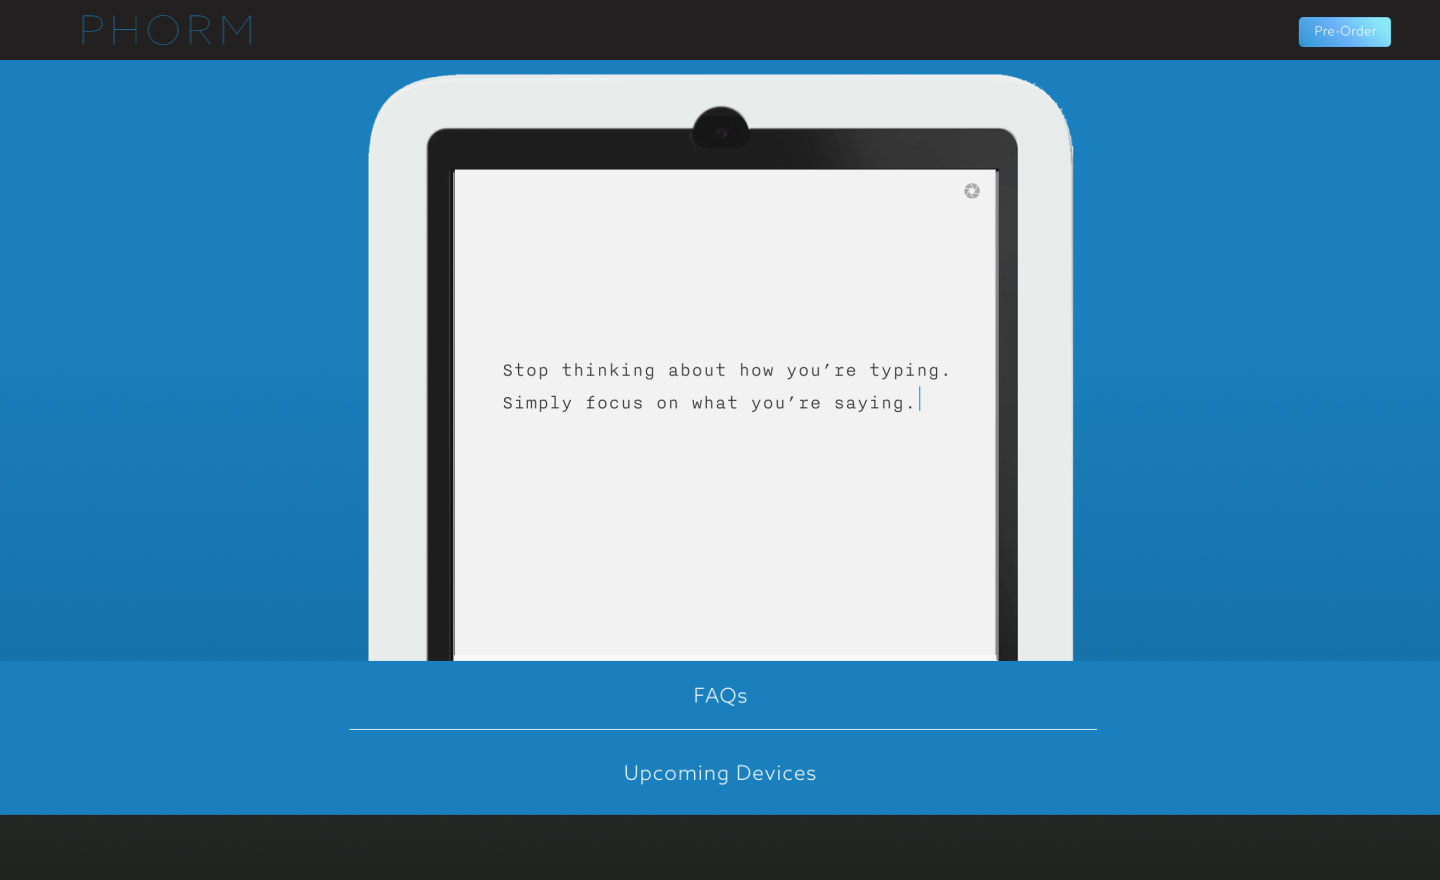 PHORM
Pre-Order
Stop thinking about how you’re typing.
Simply focus on what you’re saying.
FAQs
Upcoming Devices